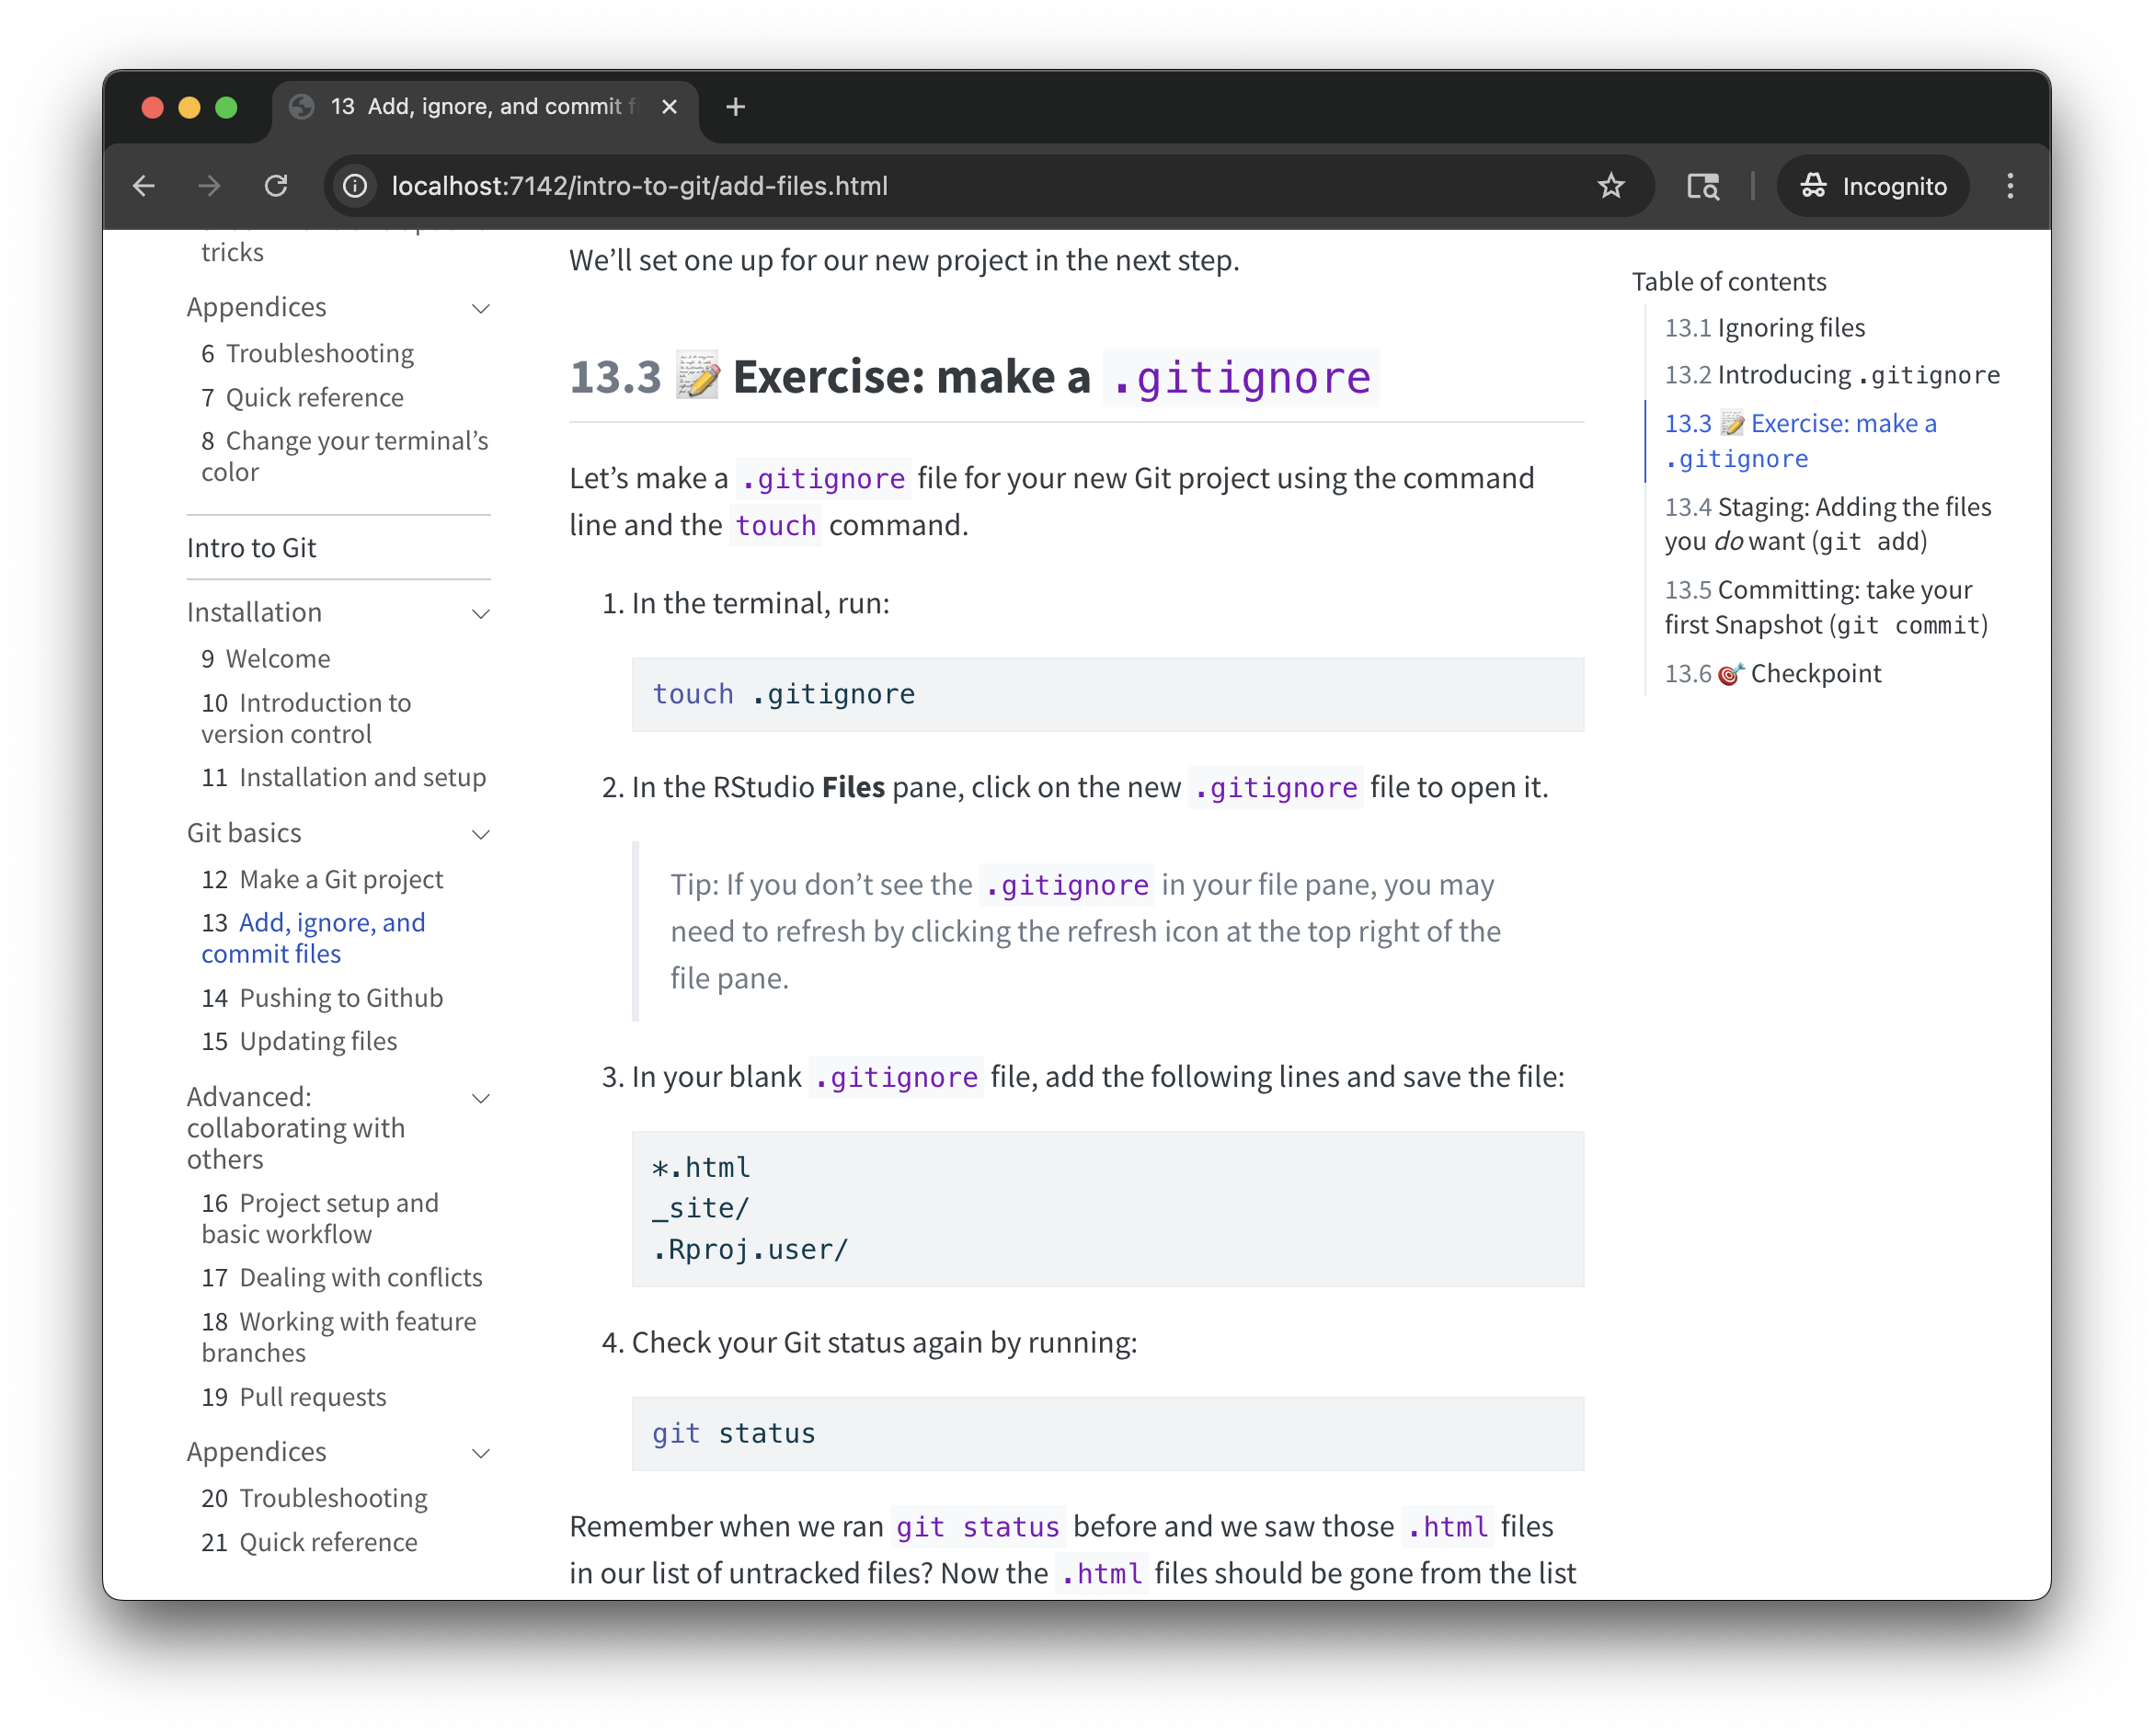 13 Add, ignore, and commit f
localhost:7142/intro-to-git/add-files.html
Incognito
tricks
Appendices
6 Troubleshooting
7 Quick reference
8 Change your terminal’s
color
Intro to Git
Installation
9 Welcome
10 Introduction to
version control
11 Installation and setup
Git basics
12 Make a Git project
13 Add, ignore, and
commit files
14 Pushing to Github
15 Updating files
Advanced:
collaborating with
others
16 Project setup and
basic workflow
17 Dealing with conflicts
18 Working with feature
branches
19 Pull requests
Appendices
20 Troubleshooting
21 Quick reference
We’ll set one up for our new project in the next step.
13.3 📝 Exercise: make a .gitignore
Let’s make a .gitignore file for your new Git project using the command
line and the touch command.
1. In the terminal, run:
touch .gitignore
2. In the RStudio Files pane, click on the new .gitignore file to open it.
Tip: If you don’t see the .gitignore in your file pane, you may
need to refresh by clicking the refresh icon at the top right of the
file pane.
3. In your blank .gitignore file, add the following lines and save the file:
*.html
_site/
.Rproj.user/
4. Check your Git status again by running:
git status
Remember when we ran git status before and we saw those .html files
in our list of untracked files? Now the .html files should be gone from the list
Table of contents
13.1 Ignoring files
13.2 Introducing .gitignore
13.3 📝 Exercise: make a
.gitignore
13.4 Staging: Adding the files
you do want (git add)
13.5 Committing: take your
first Snapshot (git commit)
13.6 🎯 Checkpoint